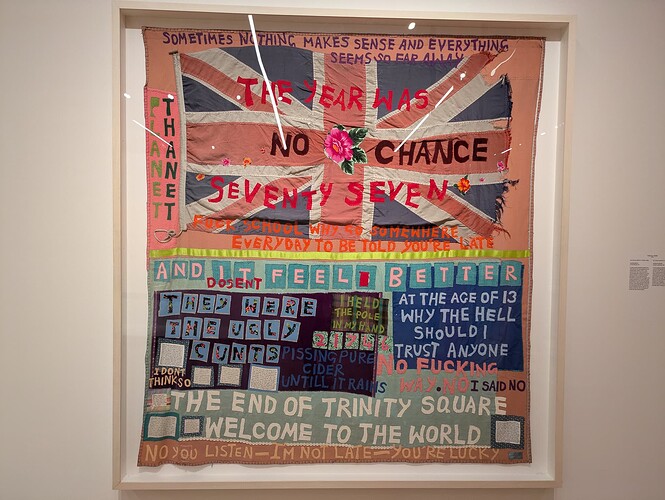 SOMETIMES NOTHING MAKES SENSE AND EVERYTHING
SEEMS SO FAR AWAY
PLANET
THANET
THE YEAR WAS
NO CHANCE
SEVENTY SEVEN
SCHOOL WHY GO SOMEWHERE
EVERYDAY TO BE TOLD YOU'RE LATE
AND IT FEEL BETTER
DOSENT
THEY WERE
THE UGLY
CUNTS
I DONT
THINK SO
I HELD
THE POLE
IN MY HAND
PISSING PURE
CIDER
UNTILL IT RAINS
AT THE AGE OF 13
WHY THE HELL
SHOULD I
TRUST ANYONE
NO FUCKING
WAY. NO I SAID NO
THE END OF TRINITY SQUARE
WELCOME TO THE WORLD
NO YOU LISTEN – IM NOT LATE – YOU'RE LUCKY